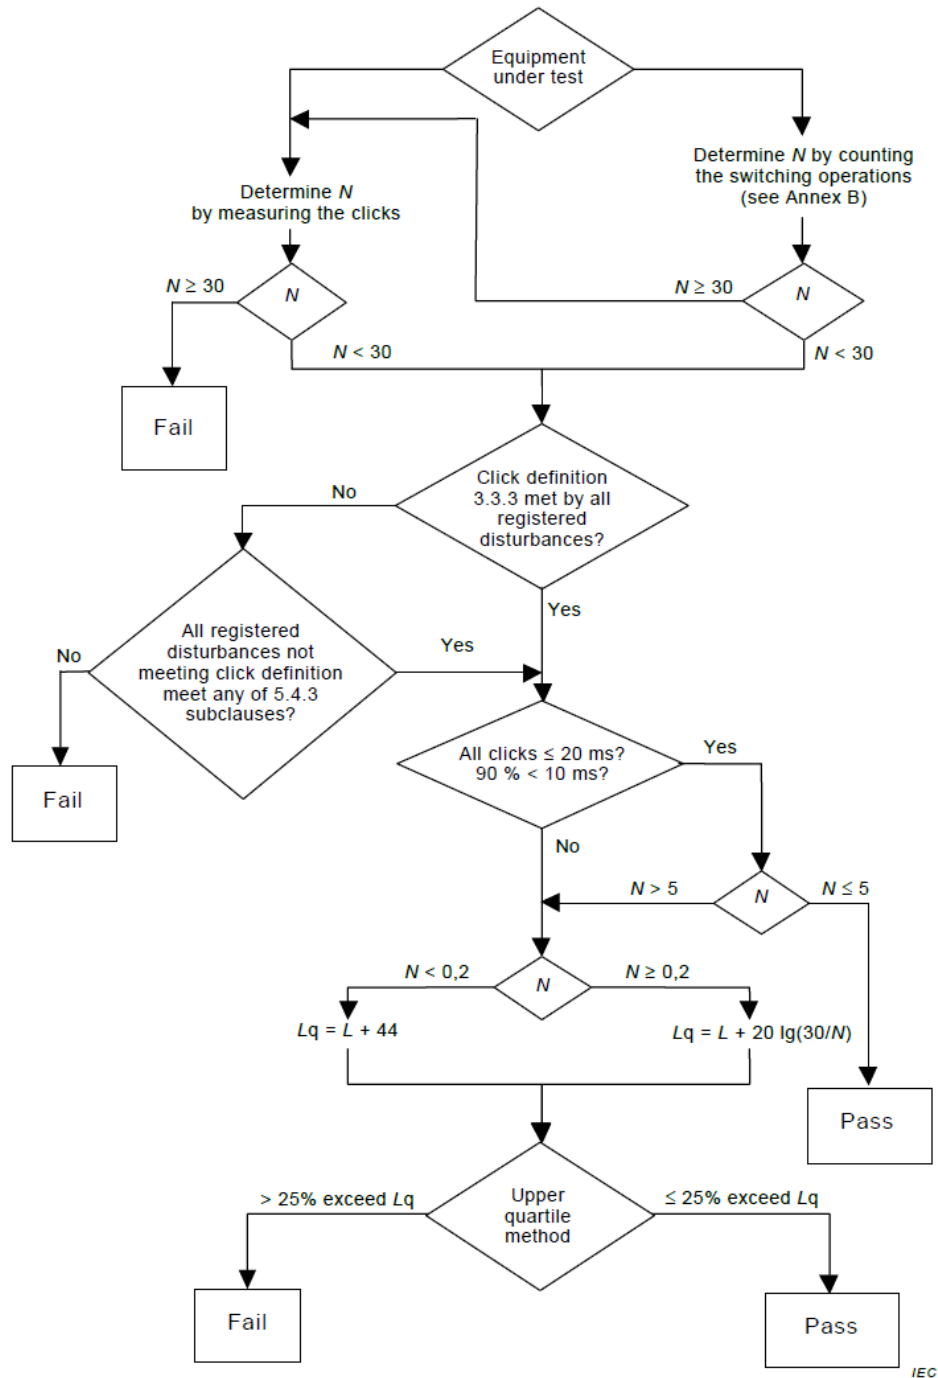 Equipment
under test
Determine N by counting
the switching operations
(see Annex B)
Determine N
by measuring the clicks
N ≥ 30
N
N ≥ 30
N
N < 30
N < 30
Fail
Click definition
3.3.3 met by all
registered
disturbances?
No
Yes
All registered
disturbances not
meeting click definition
meet any of 5.4.3
subclauses?
No
Yes
Fail
All clicks ≤ 20 ms?
90 % < 10 ms?
Yes
No
N > 5
N
N ≤ 5
N < 0,2
N
N ≥ 0,2
Lq = L + 44
Lq = L + 20 lg(30/N)
Pass
Upper
quartile
method
> 25% exceed Lq
≤ 25% exceed Lq
Fail
Pass
IEC